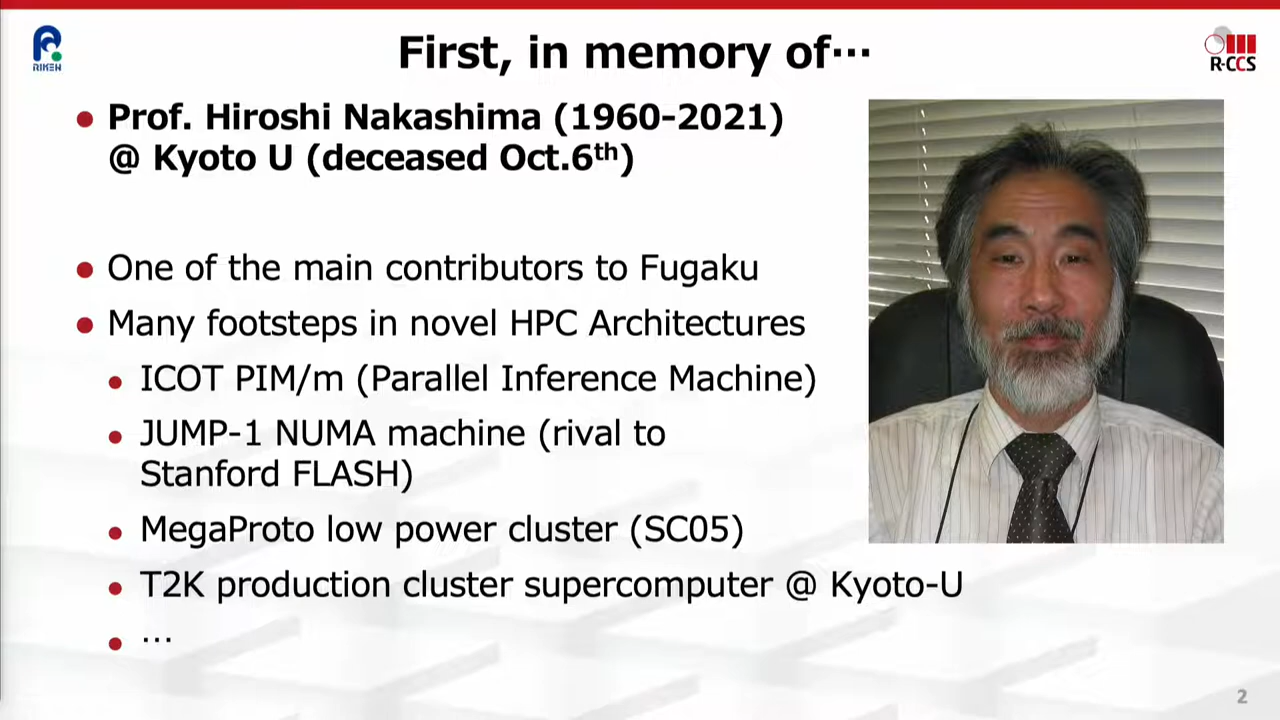 RIKEN
First, in memory of…
R-CCS
● Prof. Hiroshi Nakashima (1960-2021)
@ Kyoto U (deceased Oct.6th)
● One of the main contributors to Fugaku
● Many footsteps in novel HPC Architectures
● ICOT PIM/m (Parallel Inference Machine)
● JUMP-1 NUMA machine (rival to
Stanford FLASH)
● MegaProto low power cluster (SC05)
● T2K production cluster supercomputer @ Kyoto-U
● …
2